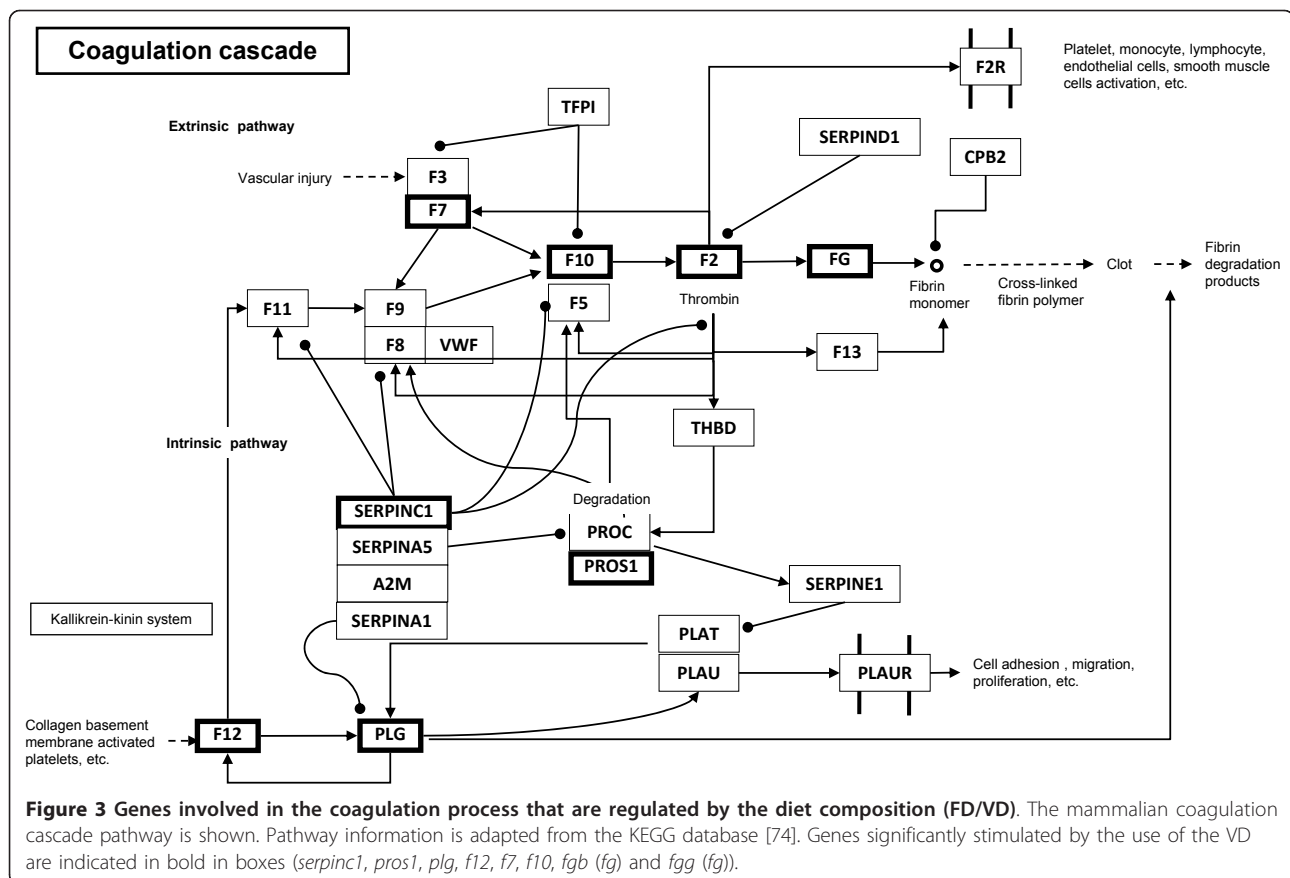 Coagulation cascade
Platelet, monocyte, lymphocyte,
endothelial cells, smooth muscle
cells activation, etc.
F2R
TFPI
Extrinsic pathway
SERPIND1
CPB2
Vascular injury
F3
F7
F10
F2
FG
Fibrin
degradation
products
Clot
Thrombin
Fibrin
monomer
Cross-linked
fibrin polymer
F11
F9
F5
F8
VWF
F13
THBD
Intrinsic pathway
Degradation
SERPINC1
PROC
SERPINA5
PROS1
A2M
SERPINE1
Kallikrein-kinin system
SERPINA1
PLAT
PLAU
PLAUR
Cell adhesion , migration,
proliferation, etc.
Collagen basement
membrane activated
platelets, etc.
F12
PLG
Figure 3 Genes involved in the coagulation process that are regulated by the diet composition (FD/VD). The mammalian coagulation
cascade pathway is shown. Pathway information is adapted from the KEGG database [74]. Genes significantly stimulated by the use of the VD
are indicated in bold in boxes (serpinc1, pros1, plg, f12, f7, f10, fgb (fg) and fgg (fg)).